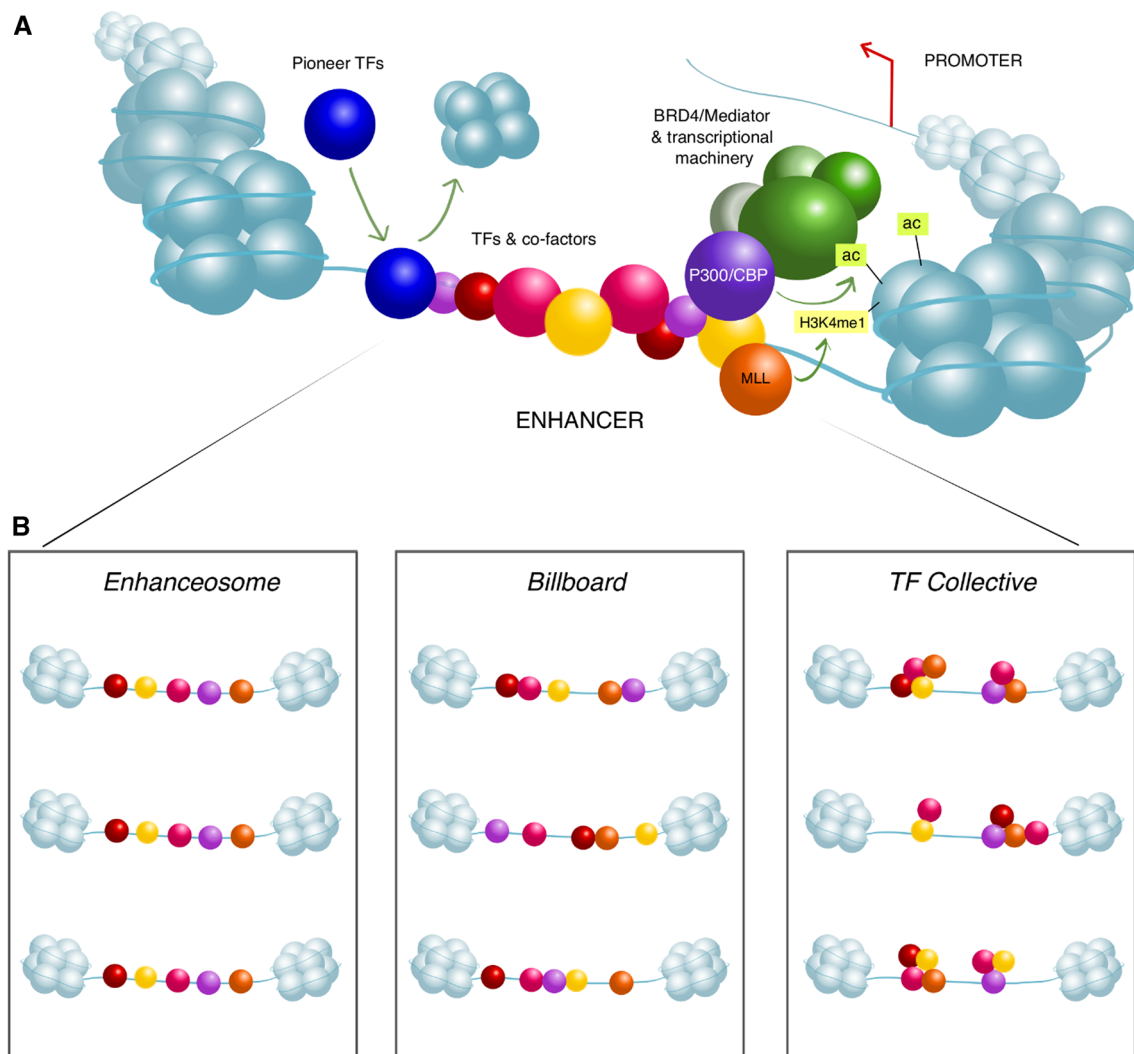 A
Pioneer TFs
PROMOTER
BRD4/Mediator
& transcriptional
machinery
ac
TFs & co-factors
ac
P300/CBP
H3K4me1
MLL
ENHANCER
B
Enhanceosome
Billboard
TF Collective